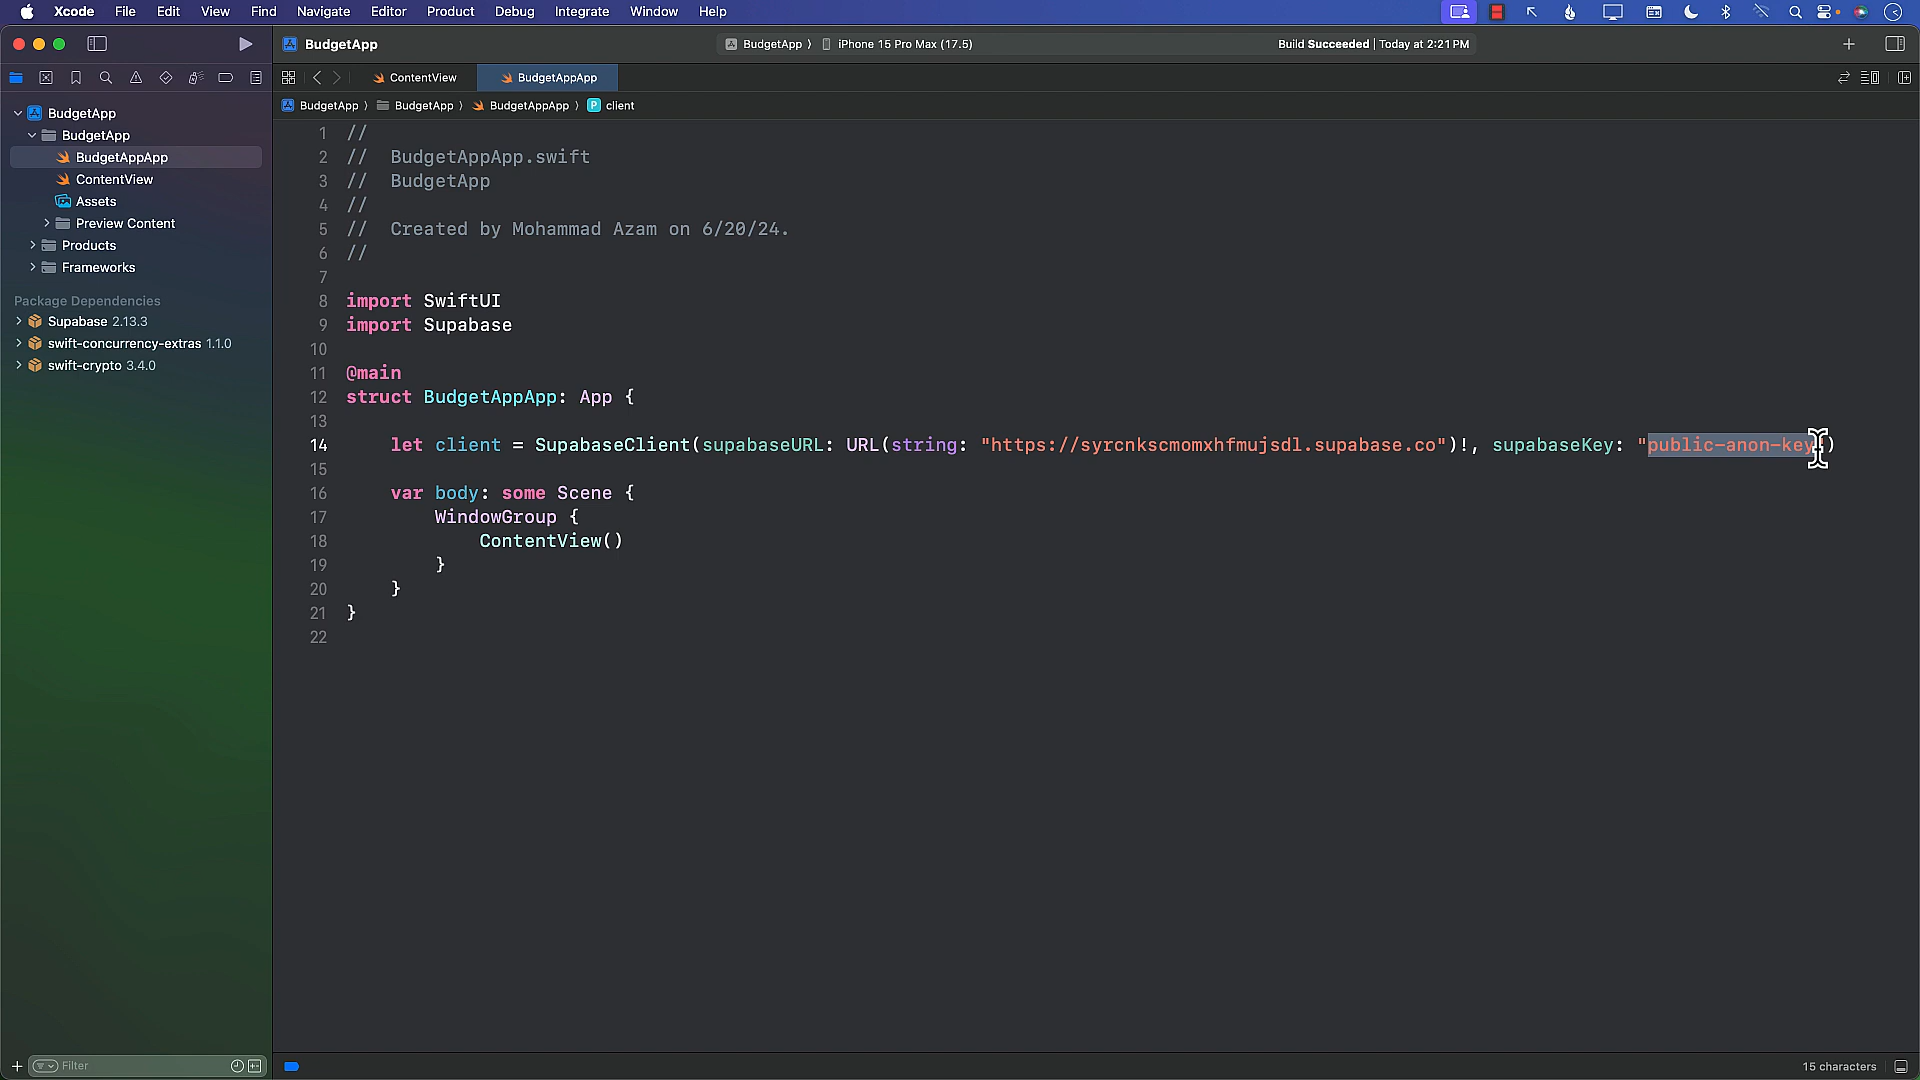 Xcode File Edit View Find Navigate Editor Product Debug Integrate Window Help
BudgetApp
BudgetApp 〉 iPhone 15 Pro Max (17.5)
Build Succeeded | Today at 2:21 PM
ContentView
BudgetAppApp
BudgetApp 〉 BudgetApp 〉 BudgetAppApp 〉 P client
BudgetApp
BudgetApp
BudgetAppApp
ContentView
Assets
Preview Content
Products
Frameworks
Package Dependencies
Supabase 2.13.3
swift-concurrency-extras 1.1.0
swift-crypto 3.4.0
1 //
2 //  BudgetAppApp.swift
3 //  BudgetApp
4 //
5 //  Created by Mohammad Azam on 6/20/24.
6 //
7
8 import SwiftUI
9 import Supabase
10
11 @main
12 struct BudgetAppApp: App {
13
14     let client = SupabaseClient(supabaseURL: URL(string: "https://syrcnkscmomxhfmujsdl.supabase.co")!, supabaseKey: "public-anon-key")
15
16     var body: some Scene {
17         WindowGroup {
18             ContentView()
19         }
20     }
21 }
22
Filter
15 characters